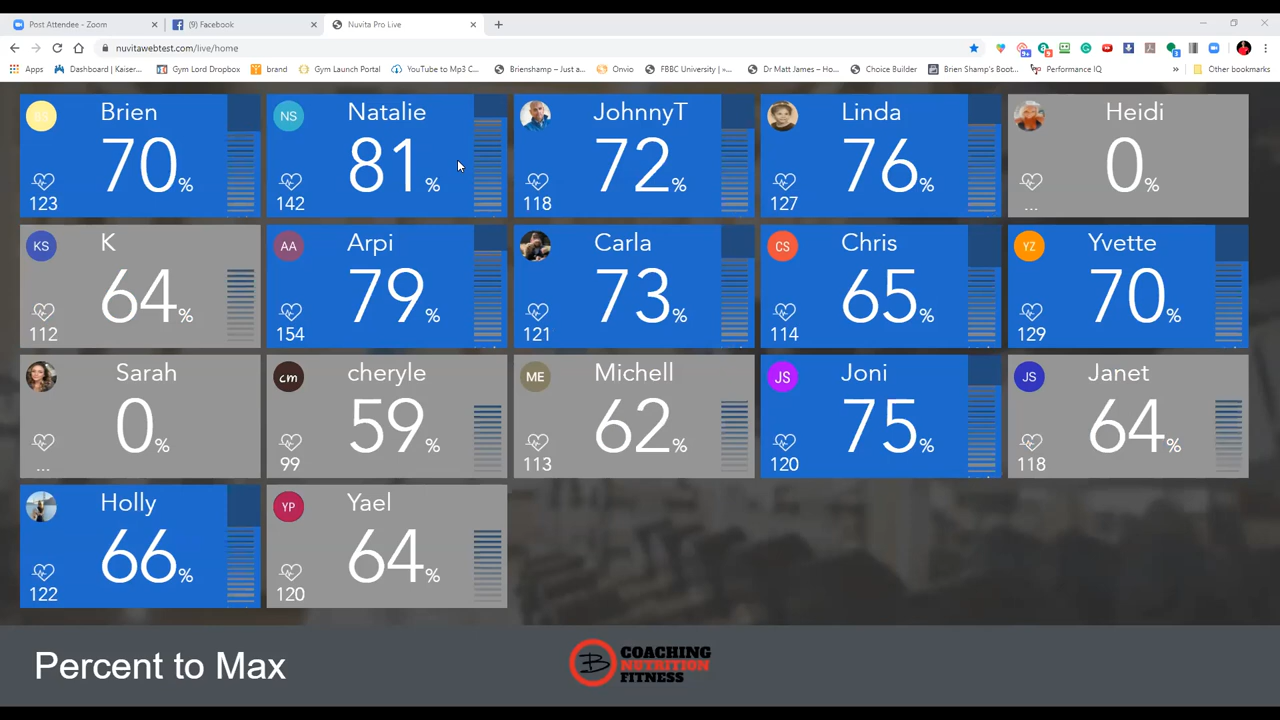 Post Attendee - Zoom
(9) Facebook
Nuvita Pro Live
nuvitawebtest.com/live/home
Apps
Dashboard | Kaiser...
Gym Lord Dropbox
brand
Gym Launch Portal
YouTube to Mp3 C...
Brienshamp – Just a...
Onvio
FBBC University | »...
Dr Matt James – Ho...
Choice Builder
Brien Shamp's Boot...
Performance IQ
»
Other bookmarks
Brien
70%
123
NS
Natalie
81%
142
JohnnyT
72%
118
Linda
76%
127
Heidi
0%
...
KS
K
64%
112
AA
Arpi
79%
154
Carla
73%
121
CS
Chris
65%
114
YZ
Yvette
70%
129
Sarah
0%
...
cm
cheryle
59%
99
ME
Michell
62%
113
JS
Joni
75%
120
JS
Janet
64%
118
Holly
66%
122
YP
Yael
64%
120
Percent to Max
B
COACHING
NUTRITION
FITNESS